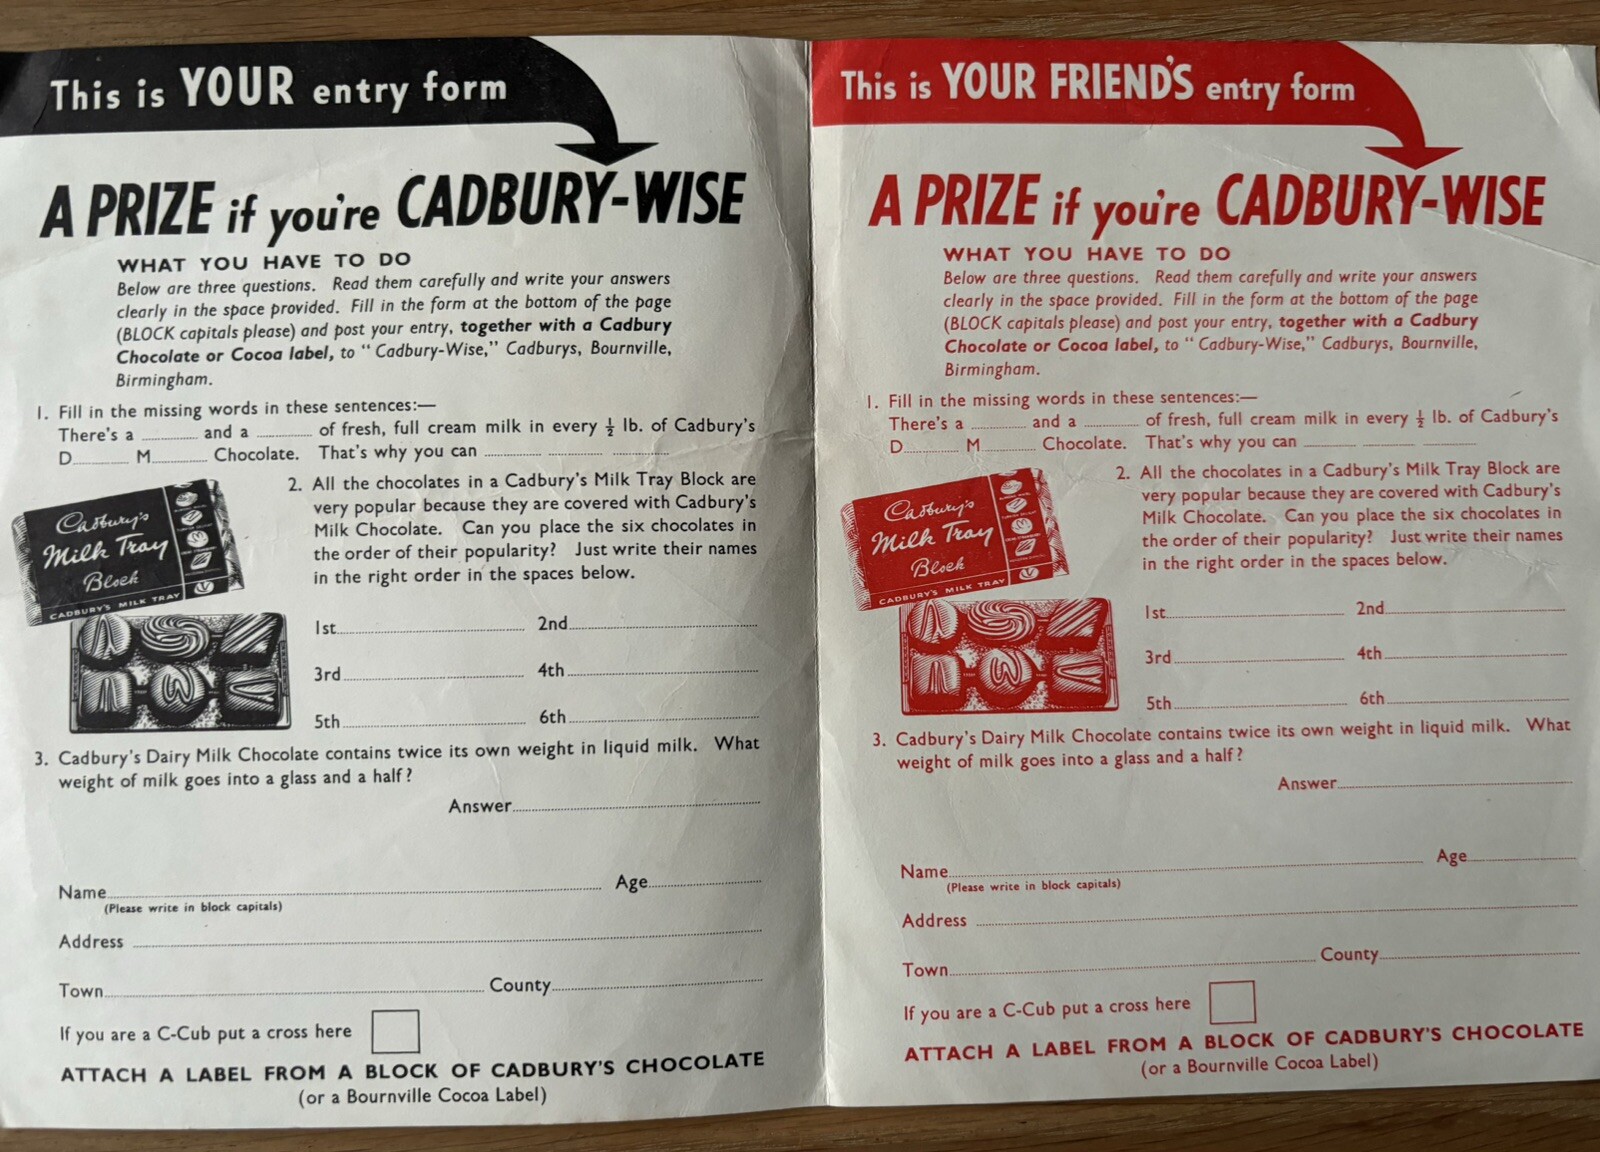 This is YOUR entry form
A PRIZE if you're CADBURY-WISE
WHAT YOU HAVE TO DO
Below are three questions. Read them carefully and write your answers
clearly in the space provided. Fill in the form at the bottom of the page
(BLOCK capitals please) and post your entry, together with a Cadbury
Chocolate or Cocoa label, to "Cadbury-Wise," Cadburys, Bournville,
Birmingham.
1. Fill in the missing words in these sentences:—
There's a ............ and a ............ of fresh, full cream milk in every ½ lb. of Cadbury's
D............ M............ Chocolate. That's why you can ............ ............ ............
Cadbury's
Milk Tray
Block
CADBURY'S MILK TRAY
2. All the chocolates in a Cadbury's Milk Tray Block are
very popular because they are covered with Cadbury's
Milk Chocolate. Can you place the six chocolates in
the order of their popularity? Just write their names
in the right order in the spaces below.
1st............ 2nd............
3rd............ 4th............
5th............ 6th............
3. Cadbury's Dairy Milk Chocolate contains twice its own weight in liquid milk. What
weight of milk goes into a glass and a half?
Answer............
Name............ Age............
(Please write in block capitals)
Address ............
Town............ County............
If you are a C-Cub put a cross here
ATTACH A LABEL FROM A BLOCK OF CADBURY'S CHOCOLATE
(or a Bournville Cocoa Label)
This is YOUR FRIEND'S entry form
A PRIZE if you're CADBURY-WISE
WHAT YOU HAVE TO DO
Below are three questions. Read them carefully and write your answers
clearly in the space provided. Fill in the form at the bottom of the page
(BLOCK capitals please) and post your entry, together with a Cadbury
Chocolate or Cocoa label, to "Cadbury-Wise," Cadburys, Bournville,
Birmingham.
1. Fill in the missing words in these sentences:—
There's a ............ and a ............ of fresh, full cream milk in every ½ lb. of Cadbury's
D............ M............ Chocolate. That's why you can ............ ............ ............
Cadbury's
Milk Tray
Block
CADBURY'S MILK TRAY
2. All the chocolates in a Cadbury's Milk Tray Block are
very popular because they are covered with Cadbury's
Milk Chocolate. Can you place the six chocolates in
the order of their popularity? Just write their names
in the right order in the spaces below.
1st............ 2nd............
3rd............ 4th............
5th............ 6th............
3. Cadbury's Dairy Milk Chocolate contains twice its own weight in liquid milk. What
weight of milk goes into a glass and a half?
Answer............
Name............ Age............
(Please write in block capitals)
Address ............
Town............ County............
If you are a C-Cub put a cross here
ATTACH A LABEL FROM A BLOCK OF CADBURY'S CHOCOLATE
(or a Bournville Cocoa Label)